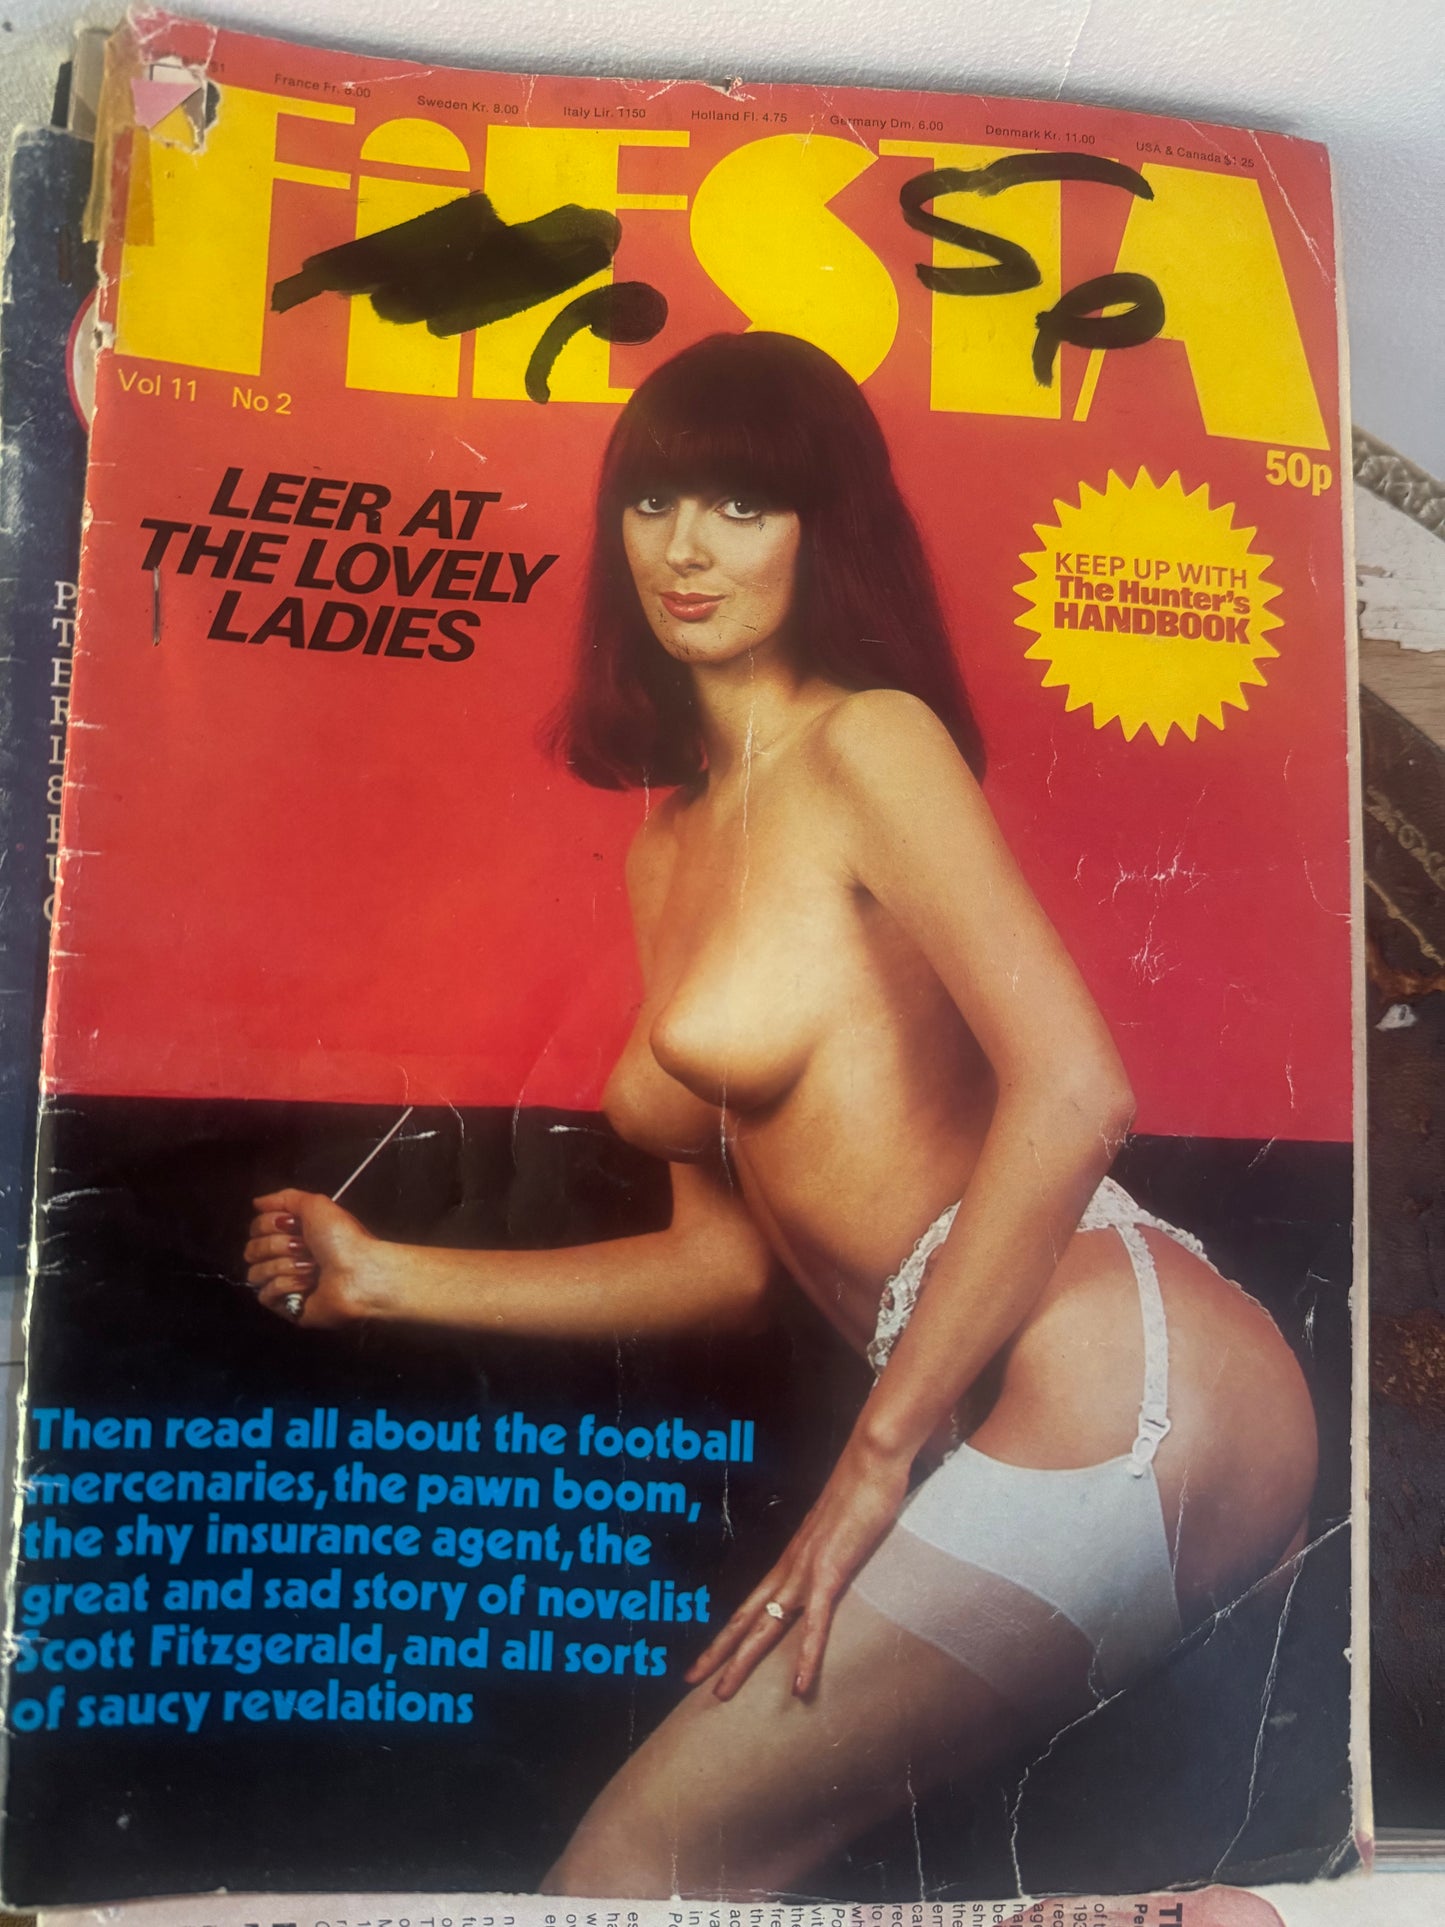 $1 France Fr. 8.00 Sweden Kr. 8.00 Italy Lir. 1150 Holland Fl. 4.75 Germany Dm. 6.00 Denmark Kr. 11.00 USA & Canada $1.25
FiESTA
5p
Vol 11 No 2
50p
LEER AT
THE LOVELY
LADIES
KEEP UP WITH
The Hunter's
HANDBOOK
Then read all about the football
mercenaries, the pawn boom,
the shy insurance agent, the
great and sad story of novelist
Scott Fitzgerald, and all sorts
of saucy revelations